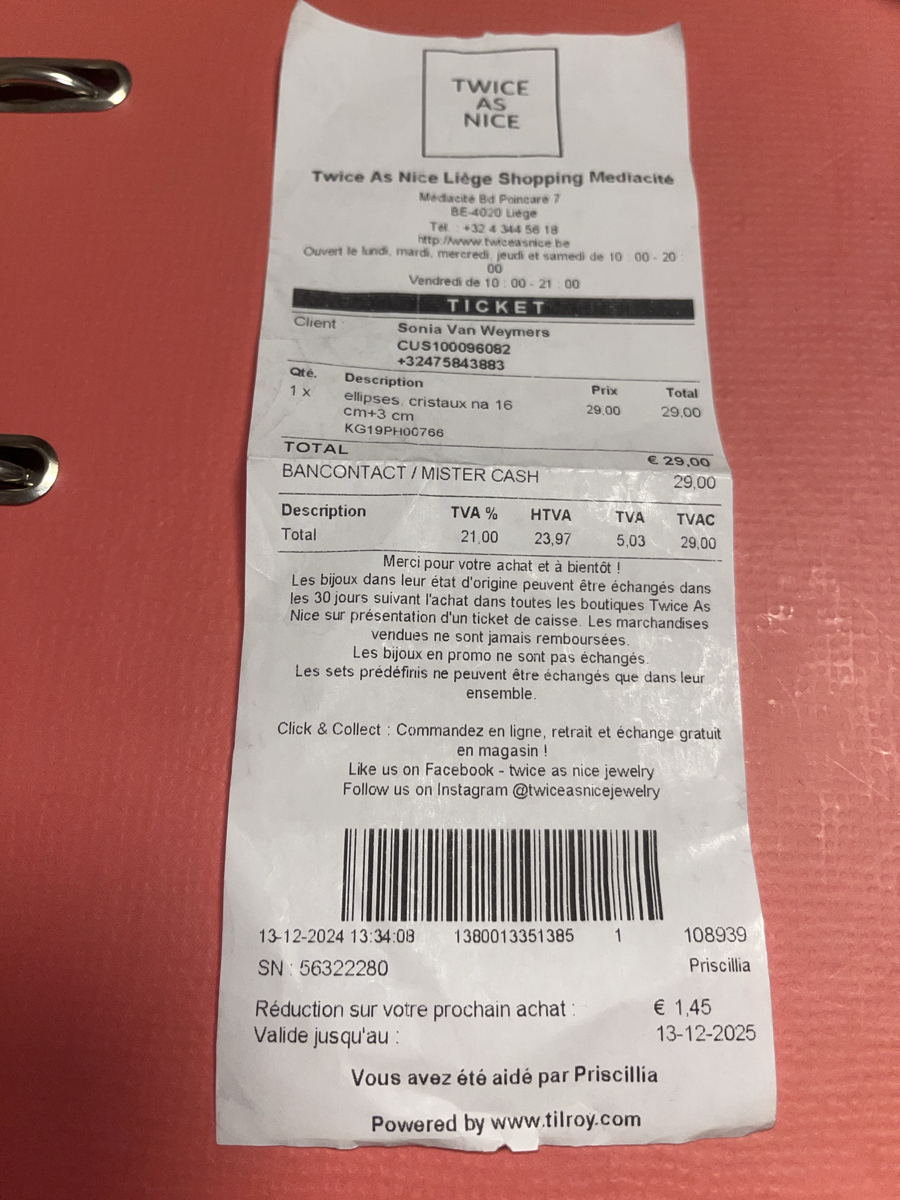 TWICE
AS
NICE
Twice As Nice Liège Shopping Mediacité
Médiacité Bd Poincaré 7
BE-4020 Liège
Tél. : +32 4 344 56 18
http://www.twiceasnice.be
Ouvert le lundi, mardi, mercredi, jeudi et samedi de 10 : 00 - 20 :
00
Vendredi de 10 : 00 - 21 : 00
TICKET
Client : Sonia Van Weymers
CUS100096082
+32475843883
Qté. Description Prix Total
1 x ellipses, cristaux na 16 29,00 29,00
cm+3 cm
KG19PH00766
TOTAL € 29,00
BANCONTACT / MISTER CASH 29,00
Description TVA % HTVA TVA TVAC
Total 21,00 23,97 5,03 29,00
Merci pour votre achat et à bientôt !
Les bijoux dans leur état d'origine peuvent être échangés dans
les 30 jours suivant l'achat dans toutes les boutiques Twice As
Nice sur présentation d'un ticket de caisse. Les marchandises
vendues ne sont jamais remboursées.
Les bijoux en promo ne sont pas échangés.
Les sets prédéfinis ne peuvent être échangés que dans leur
ensemble.
Click & Collect : Commandez en ligne, retrait et échange gratuit
en magasin !
Like us on Facebook - twice as nice jewelry
Follow us on Instagram @twiceasnicejewelry
13-12-2024 13:34:08 1380013351385 1 108939
SN : 56322280 Priscillia
Réduction sur votre prochain achat : € 1,45
Valide jusqu'au : 13-12-2025
Vous avez été aidé par Priscillia
Powered by www.tilroy.com